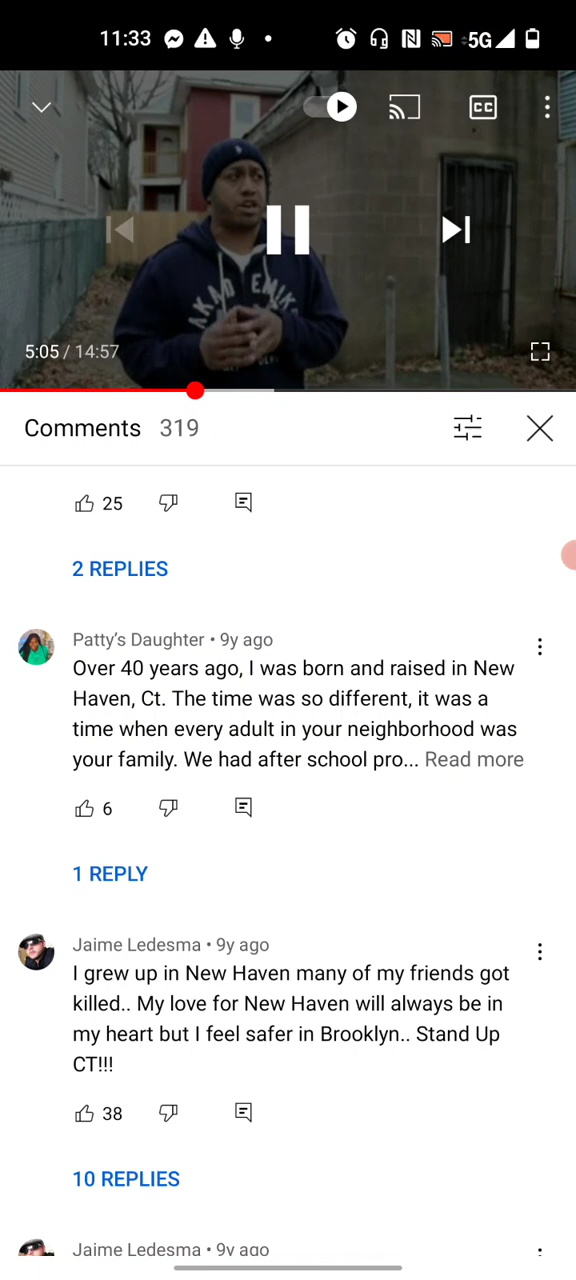 11:33
5G
CC
5:05 / 14:57
Comments 319
25
2 REPLIES
Patty's Daughter • 9y ago
Over 40 years ago, I was born and raised in New
Haven, Ct. The time was so different, it was a
time when every adult in your neighborhood was
your family. We had after school pro... Read more
6
1 REPLY
Jaime Ledesma • 9y ago
I grew up in New Haven many of my friends got
killed.. My love for New Haven will always be in
my heart but I feel safer in Brooklyn.. Stand Up
CT!!!
38
10 REPLIES
Jaime Ledesma • 9y ago